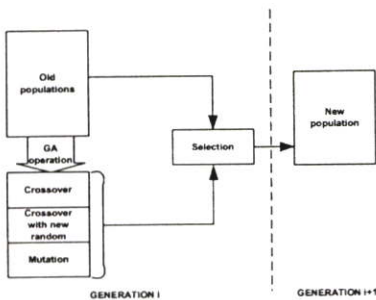 Old
populations
GA
operation
Crossover
Crossover
with new
random
Mutation
Selection
New
population
GENERATION i
GENERATION i+1